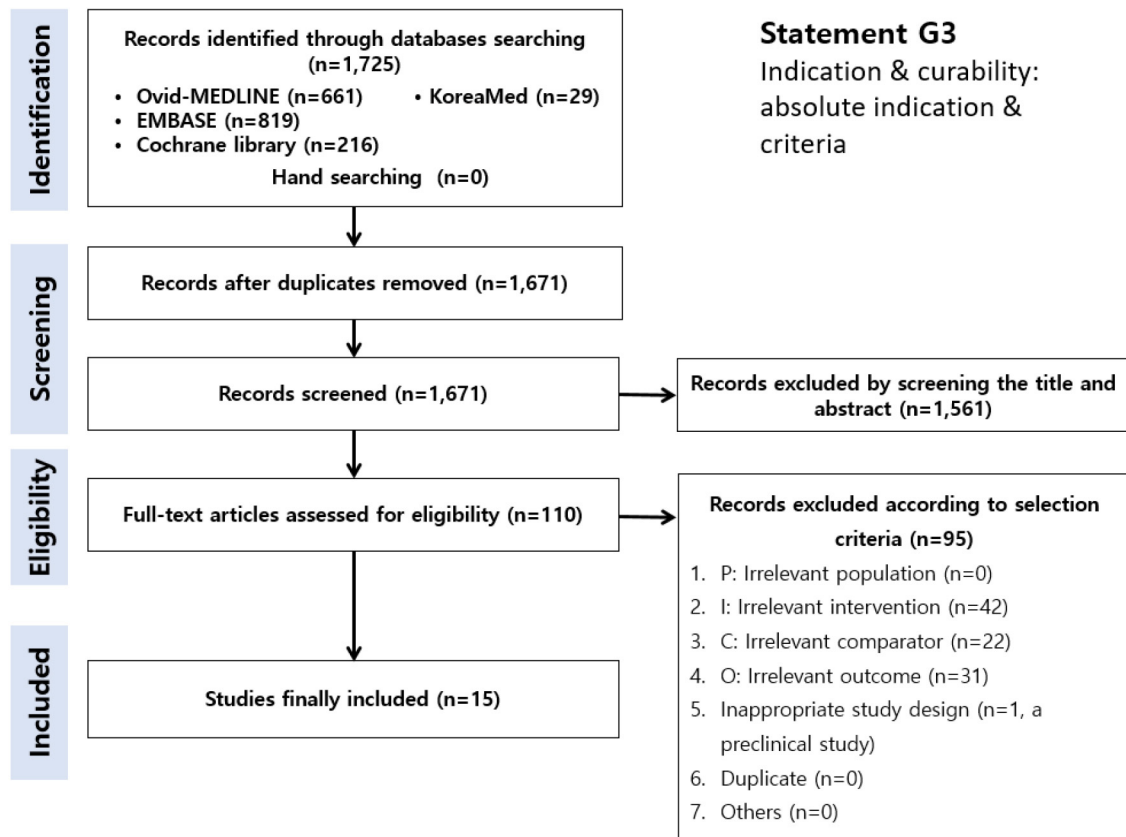 Statement G3
Indication & curability:
absolute indication &
criteria
Identification
Records identified through databases searching
(n=1,725)
• Ovid-MEDLINE (n=661) • KoreaMed (n=29)
• EMBASE (n=819)
• Cochrane library (n=216)
Hand searching (n=0)
Screening
Records after duplicates removed (n=1,671)
Records screened (n=1,671)
Records excluded by screening the title and
abstract (n=1,561)
Eligibility
Full-text articles assessed for eligibility (n=110)
Records excluded according to selection
criteria (n=95)
1. P: Irrelevant population (n=0)
2. I: Irrelevant intervention (n=42)
3. C: Irrelevant comparator (n=22)
4. O: Irrelevant outcome (n=31)
5. Inappropriate study design (n=1, a
preclinical study)
6. Duplicate (n=0)
7. Others (n=0)
Included
Studies finally included (n=15)